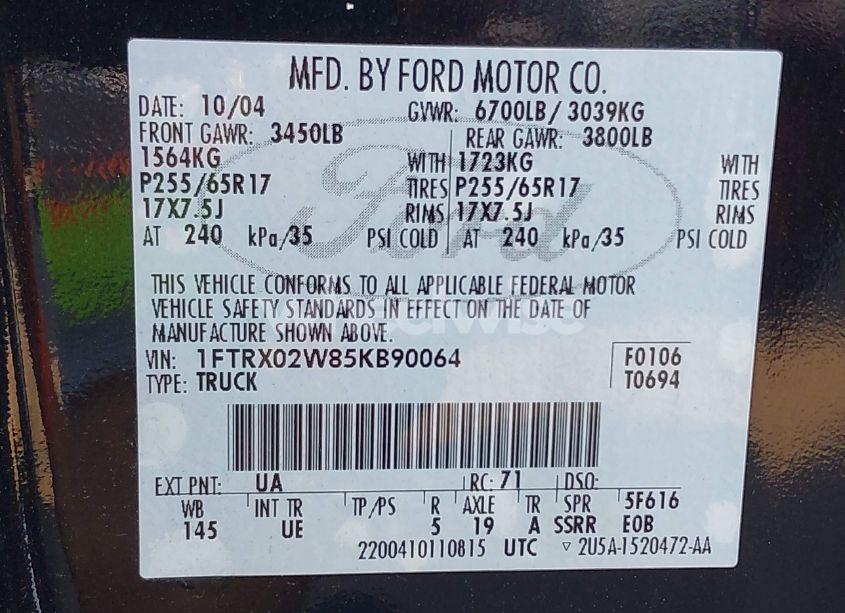 MFD. BY FORD MOTOR CO.
DATE: 10/04 GVWR: 6700LB/ 3039KG
FRONT GAWR: 3450LB REAR GAWR: 3800LB
1564KG WITH 1723KG WITH
P255/65R17 TIRES P255/65R17 TIRES
17X7.5J RIMS 17X7.5J RIMS
AT 240 kPa/35 PSI COLD AT 240 kPa/35 PSI COLD
Ford
THIS VEHICLE CONFORMS TO ALL APPLICABLE FEDERAL MOTOR
VEHICLE SAFETY STANDARDS IN EFFECT ON THE DATE OF
MANUFACTURE SHOWN ABOVE.
VIN: 1FTRX02W85KB90064 F0106
TYPE: TRUCK T0694
EXT PNT: UA RC: 71 DSO:
WB INT TR TP/PS R AXLE TR SPR 5F616
145 UE 5 19 A SSRR EOB
2200410110815 UTC ▽ 2U5A-1520472-AA